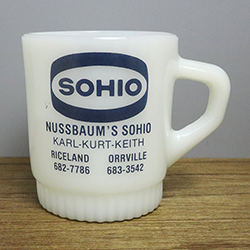 SOHIO
NUSSBAUM'S SOHIO
KARL-KURT-KEITH
RICELAND ORRVILLE
682-7786 683-3542